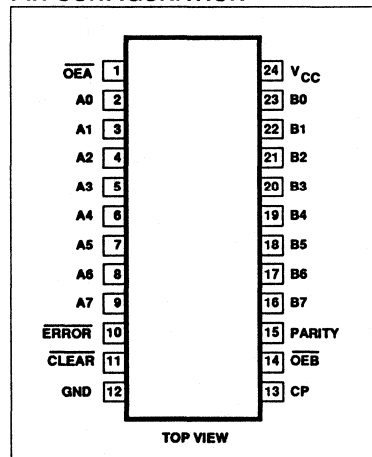 OEA 1 24 VCC
A0 2 23 B0
A1 3 22 B1
A2 4 21 B2
A3 5 20 B3
A4 6 19 B4
A5 7 18 B5
A6 8 17 B6
A7 9 16 B7
ERROR 10 15 PARITY
CLEAR 11 14 OEB
GND 12 13 CP
TOP VIEW